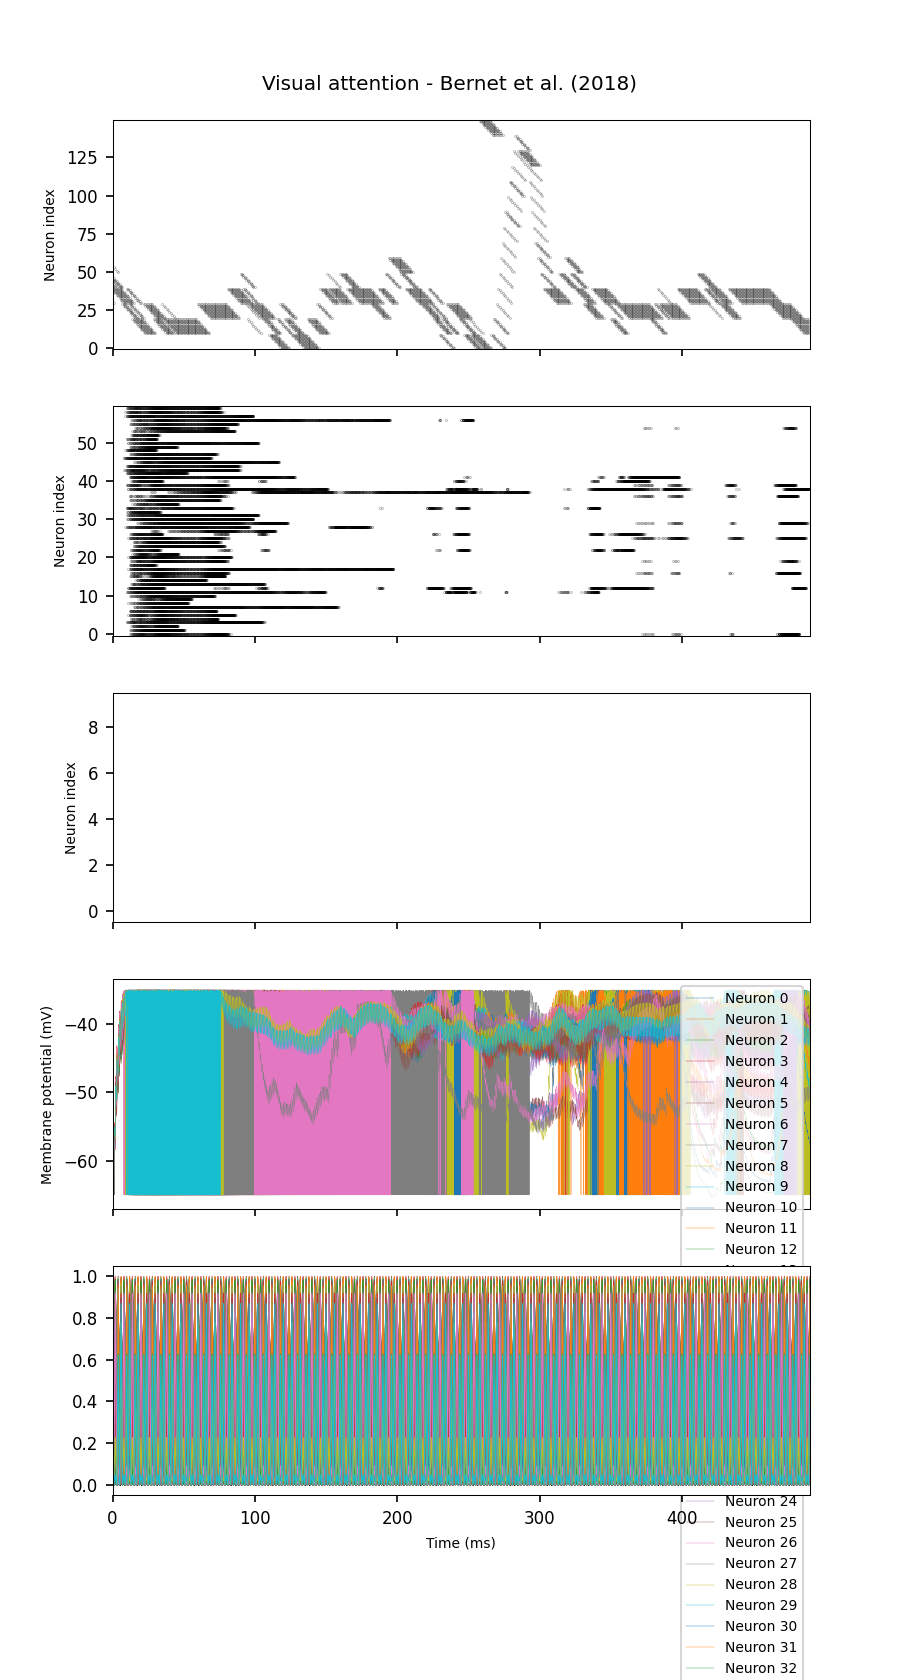 Visual attention - Bernet et al. (2018)
125
100
75
50
25
0
Neuron index
50
40
30
20
10
0
Neuron index
8
6
4
2
0
Neuron index
−40
−50
−60
Membrane potential (mV)
Neuron 0
Neuron 1
Neuron 2
Neuron 3
Neuron 4
Neuron 5
Neuron 6
Neuron 7
Neuron 8
Neuron 9
Neuron 10
Neuron 11
Neuron 12
1.0
0.8
0.6
0.4
0.2
0.0
0 100 200 300 400
Time (ms)
Neuron 24
Neuron 25
Neuron 26
Neuron 27
Neuron 28
Neuron 29
Neuron 30
Neuron 31
Neuron 32